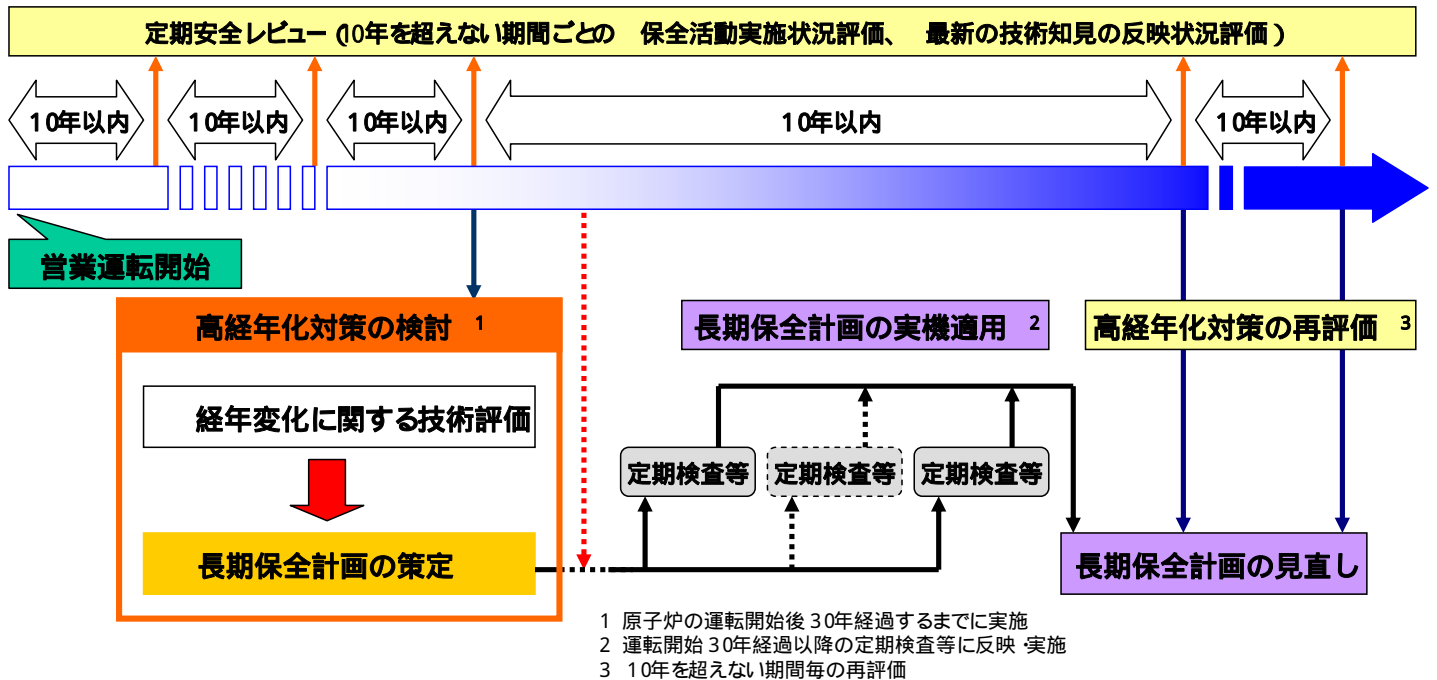 定期安全レビュー(10年を超えない期間ごとの 保全活動実施状況評価、 最新の技術知見の反映状況評価)
10年以内 10年以内 10年以内 10年以内 10年以内
営業運転開始
高経年化対策の検討 1
長期保全計画の実機適用 2
高経年化対策の再評価 3
経年変化に関する技術評価
定期検査等 定期検査等 定期検査等
長期保全計画の策定
長期保全計画の見直し
1 原子炉の運転開始後30年経過するまでに実施
2 運転開始30年経過以降の定期検査等に反映・実施
3 10年を超えない期間毎の再評価